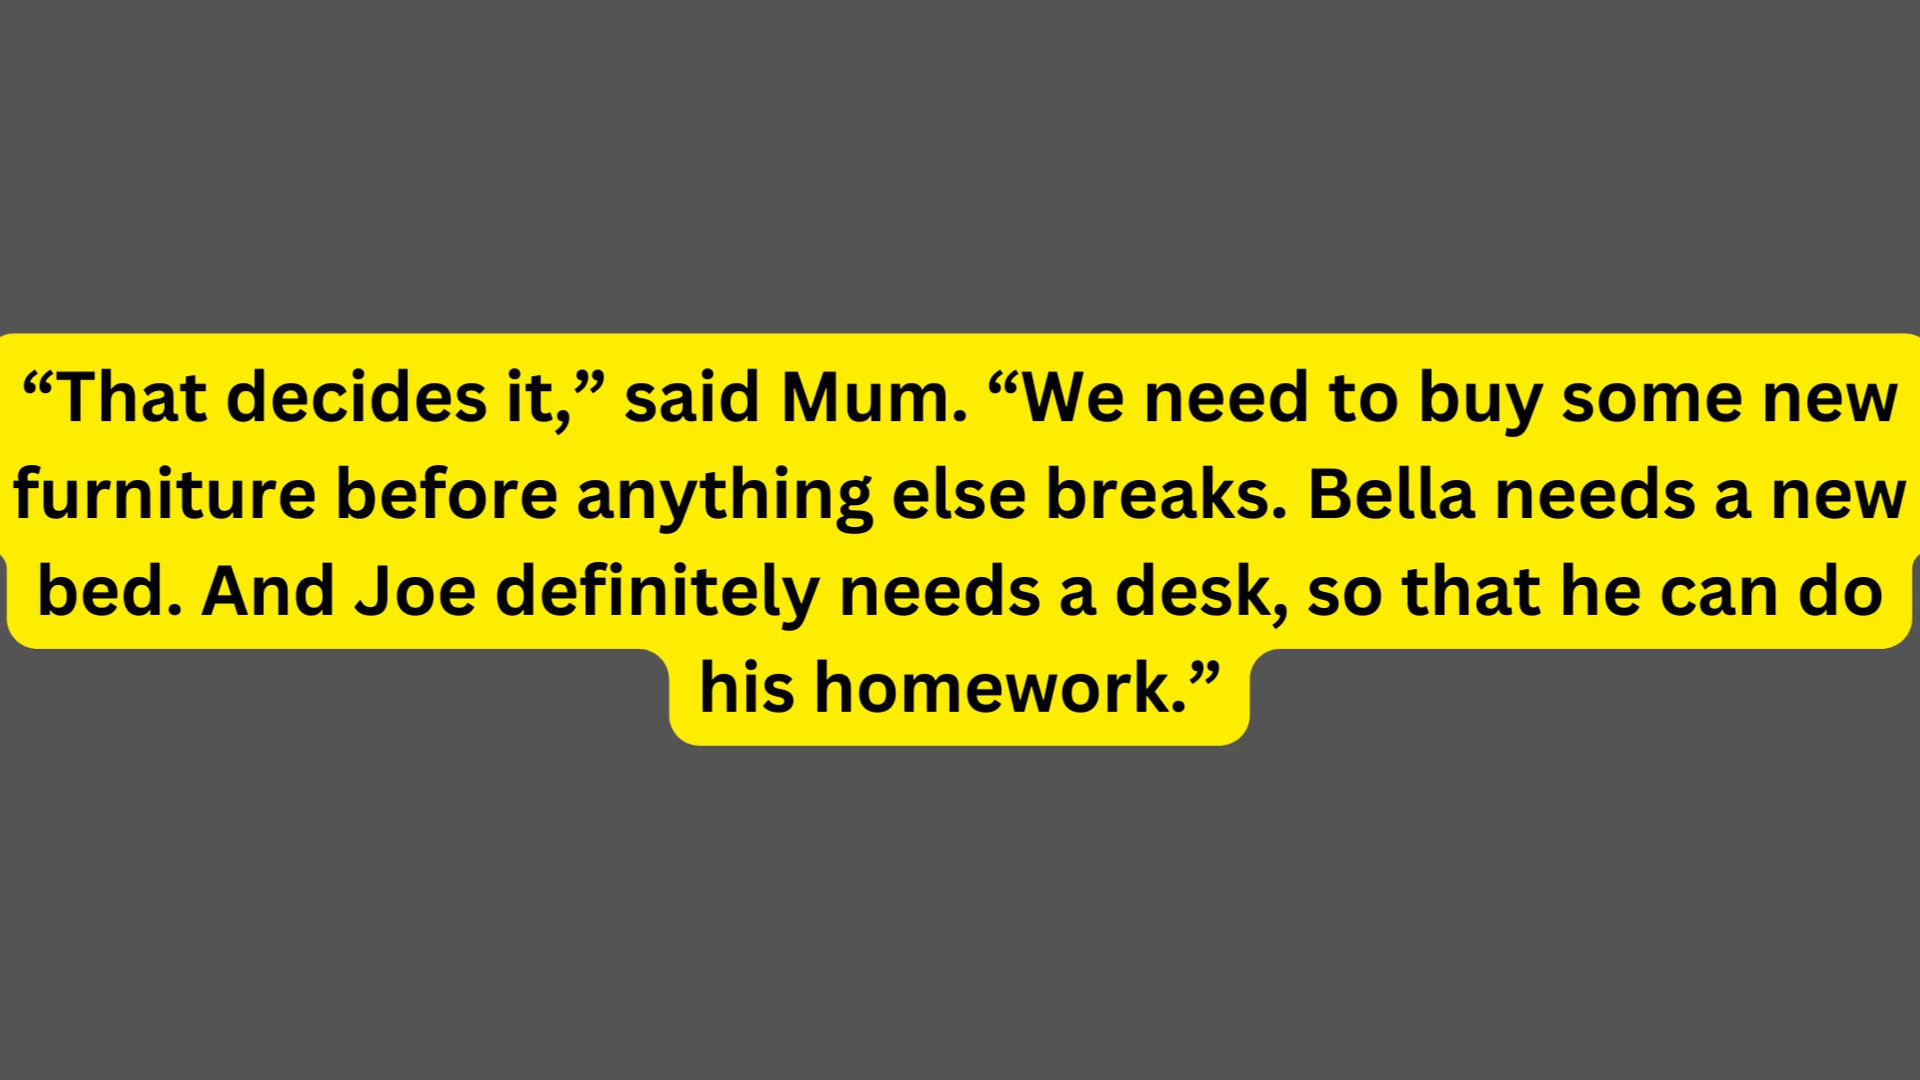 “That decides it,” said Mum. “We need to buy some new
furniture before anything else breaks. Bella needs a new
bed. And Joe definitely needs a desk, so that he can do
his homework.”